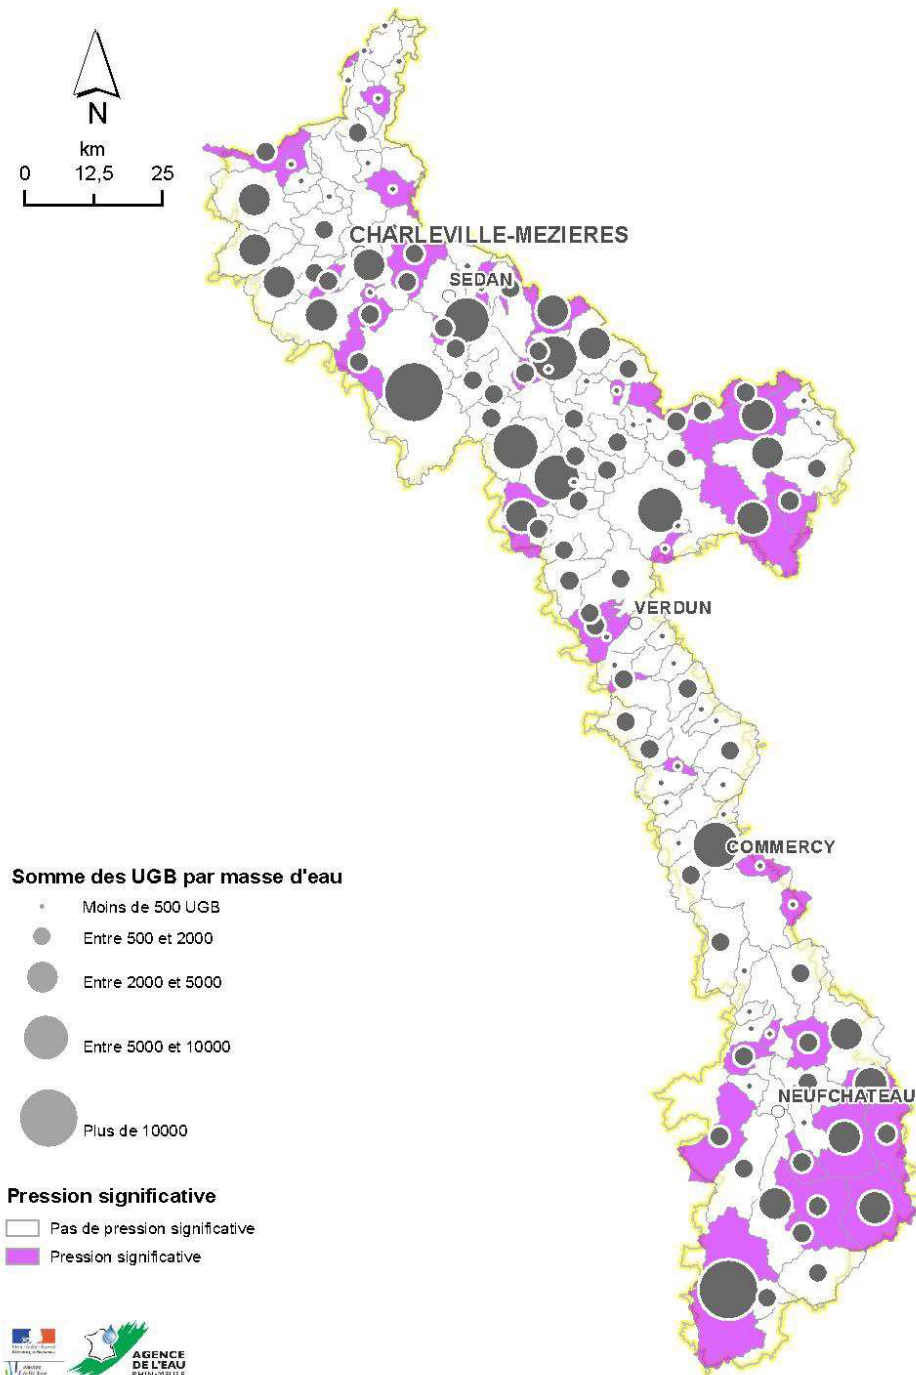 N
km
0 12,5 25
CHARLEVILLE-MEZIERES
SEDAN
VERDUN
COMMERCY
NEUFCHATEAU
Somme des UGB par masse d'eau
Moins de 500 UGB
Entre 500 et 2000
Entre 2000 et 5000
Entre 5000 et 10000
Plus de 10000
Pression significative
Pas de pression significative
Pression significative
AGENCE
DE L'EAU
RHIN-MEUSE